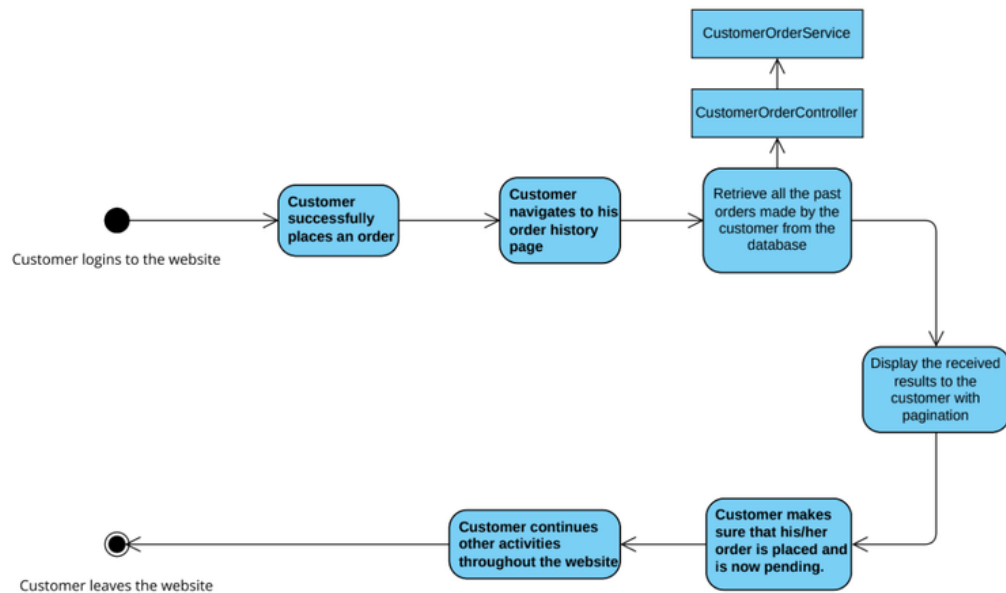 CustomerOrderService
CustomerOrderController
Customer
successfully
places an order
Customer
navigates to his
order history
page
Retrieve all the past
orders made by the
customer from the
database
Customer logins to the website
Display the received
results to the
customer with
pagination
Customer makes
sure that his/her
order is placed and
is now pending.
Customer continues
other activities
throughout the website
Customer leaves the website